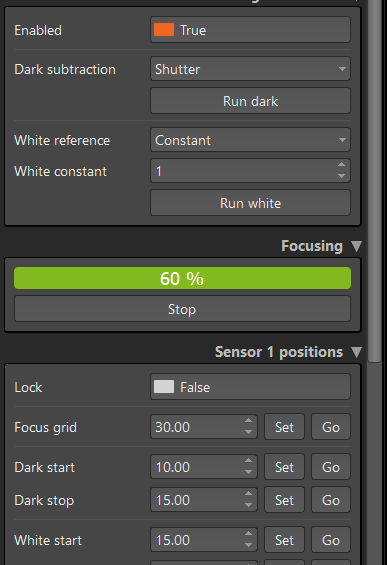 Enabled True
Dark subtraction Shutter
Run dark
White reference Constant
White constant 1
Run white
Focusing
60 %
Stop
Sensor 1 positions
Lock False
Focus grid 30.00 Set Go
Dark start 10.00 Set Go
Dark stop 15.00 Set Go
White start 15.00 Set Go